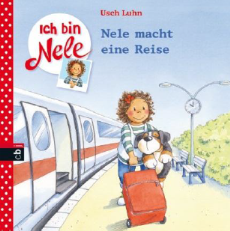 Usch Luhn
Ich bin
Nele
Nele macht
eine Reise
cbj